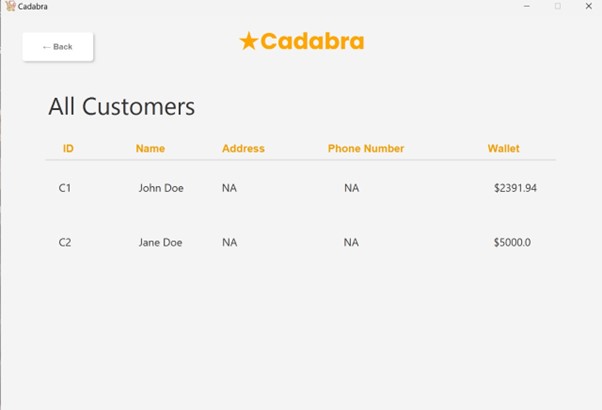 Cadabra
← Back
★Cadabra
All Customers
ID Name Address Phone Number Wallet
C1 John Doe NA NA $2391.94
C2 Jane Doe NA NA $5000.0